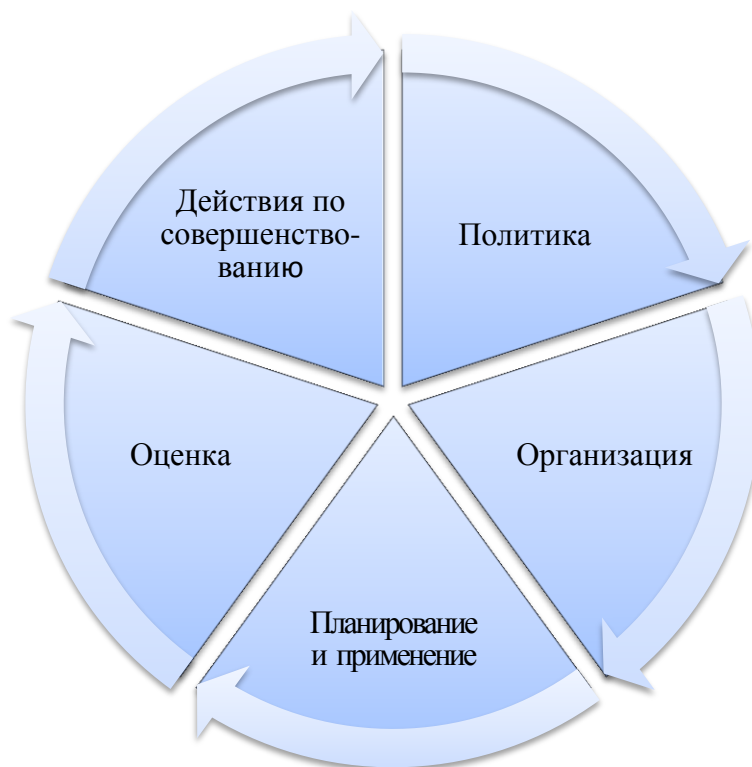 Действия по
совершенство-
ванию
Политика
Организация
Планирование
и применение
Оценка